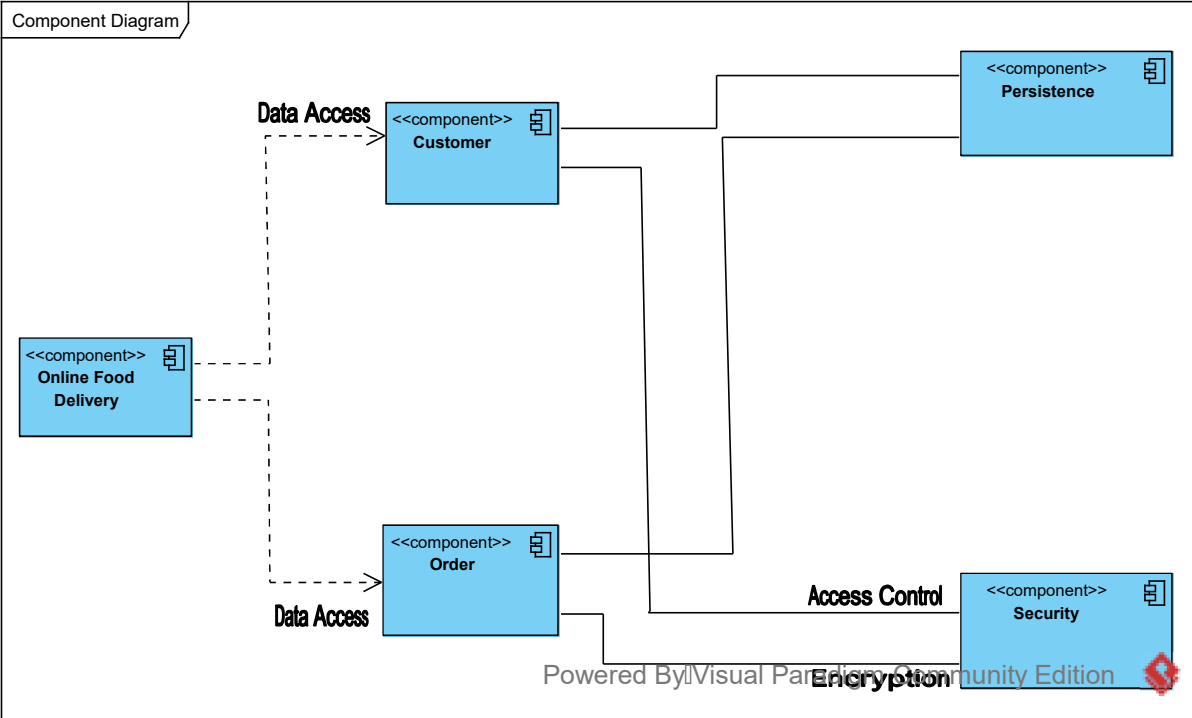 Component Diagram
<<component>>
Persistence
Data Access
<<component>>
Customer
<<component>>
Online Food
Delivery
<<component>>
Order
Data Access
Access Control
<<component>>
Security
Encryption
Powered By Visual Paradigm Community Edition